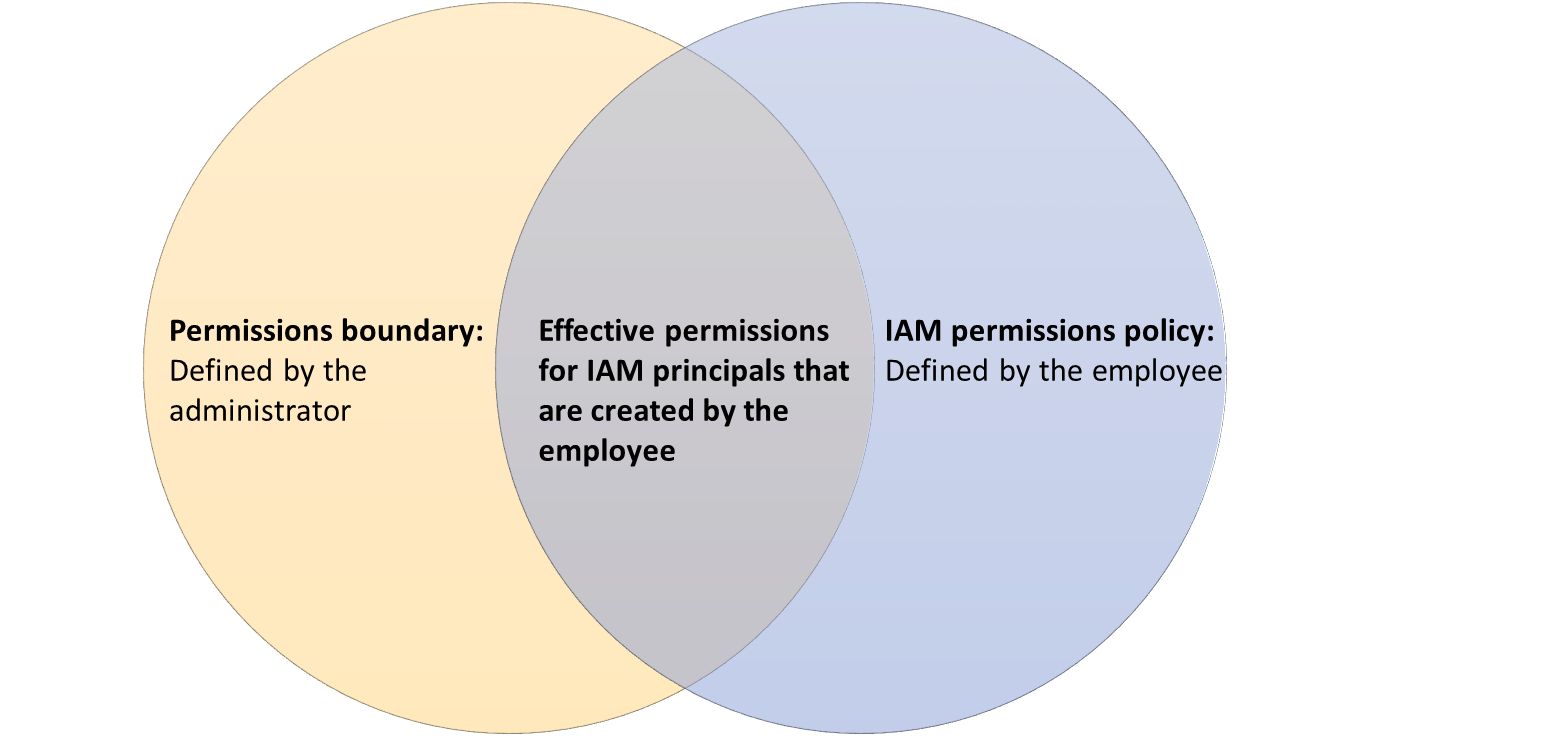 Permissions boundary:
Defined by the
administrator
Effective permissions
for IAM principals that
are created by the
employee
IAM permissions policy:
Defined by the employee